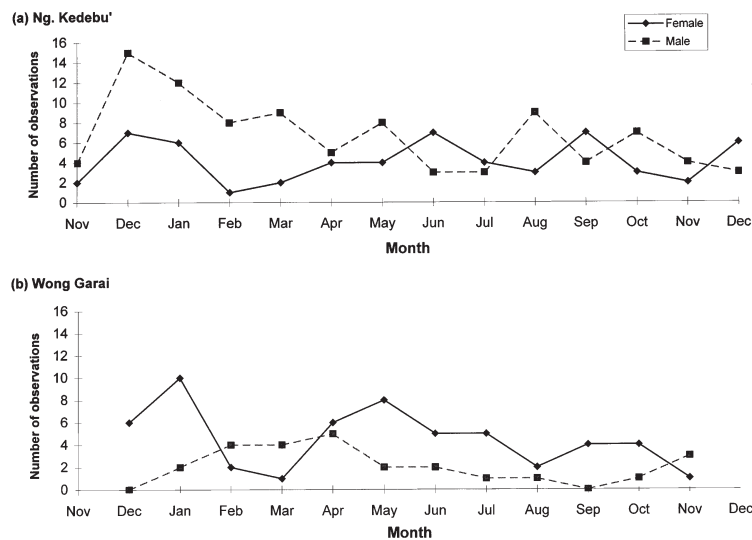 (a) Ng. Kedebu'
Female
Male
Number of observations
16
14
12
10
8
6
4
2
0
Nov Dec Jan Feb Mar Apr May Jun Jul Aug Sep Oct Nov Dec
Month
(b) Wong Garai
Number of observations
16
14
12
10
8
6
4
2
0
Nov Dec Jan Feb Mar Apr May Jun Jul Aug Sep Oct Nov Dec
Month